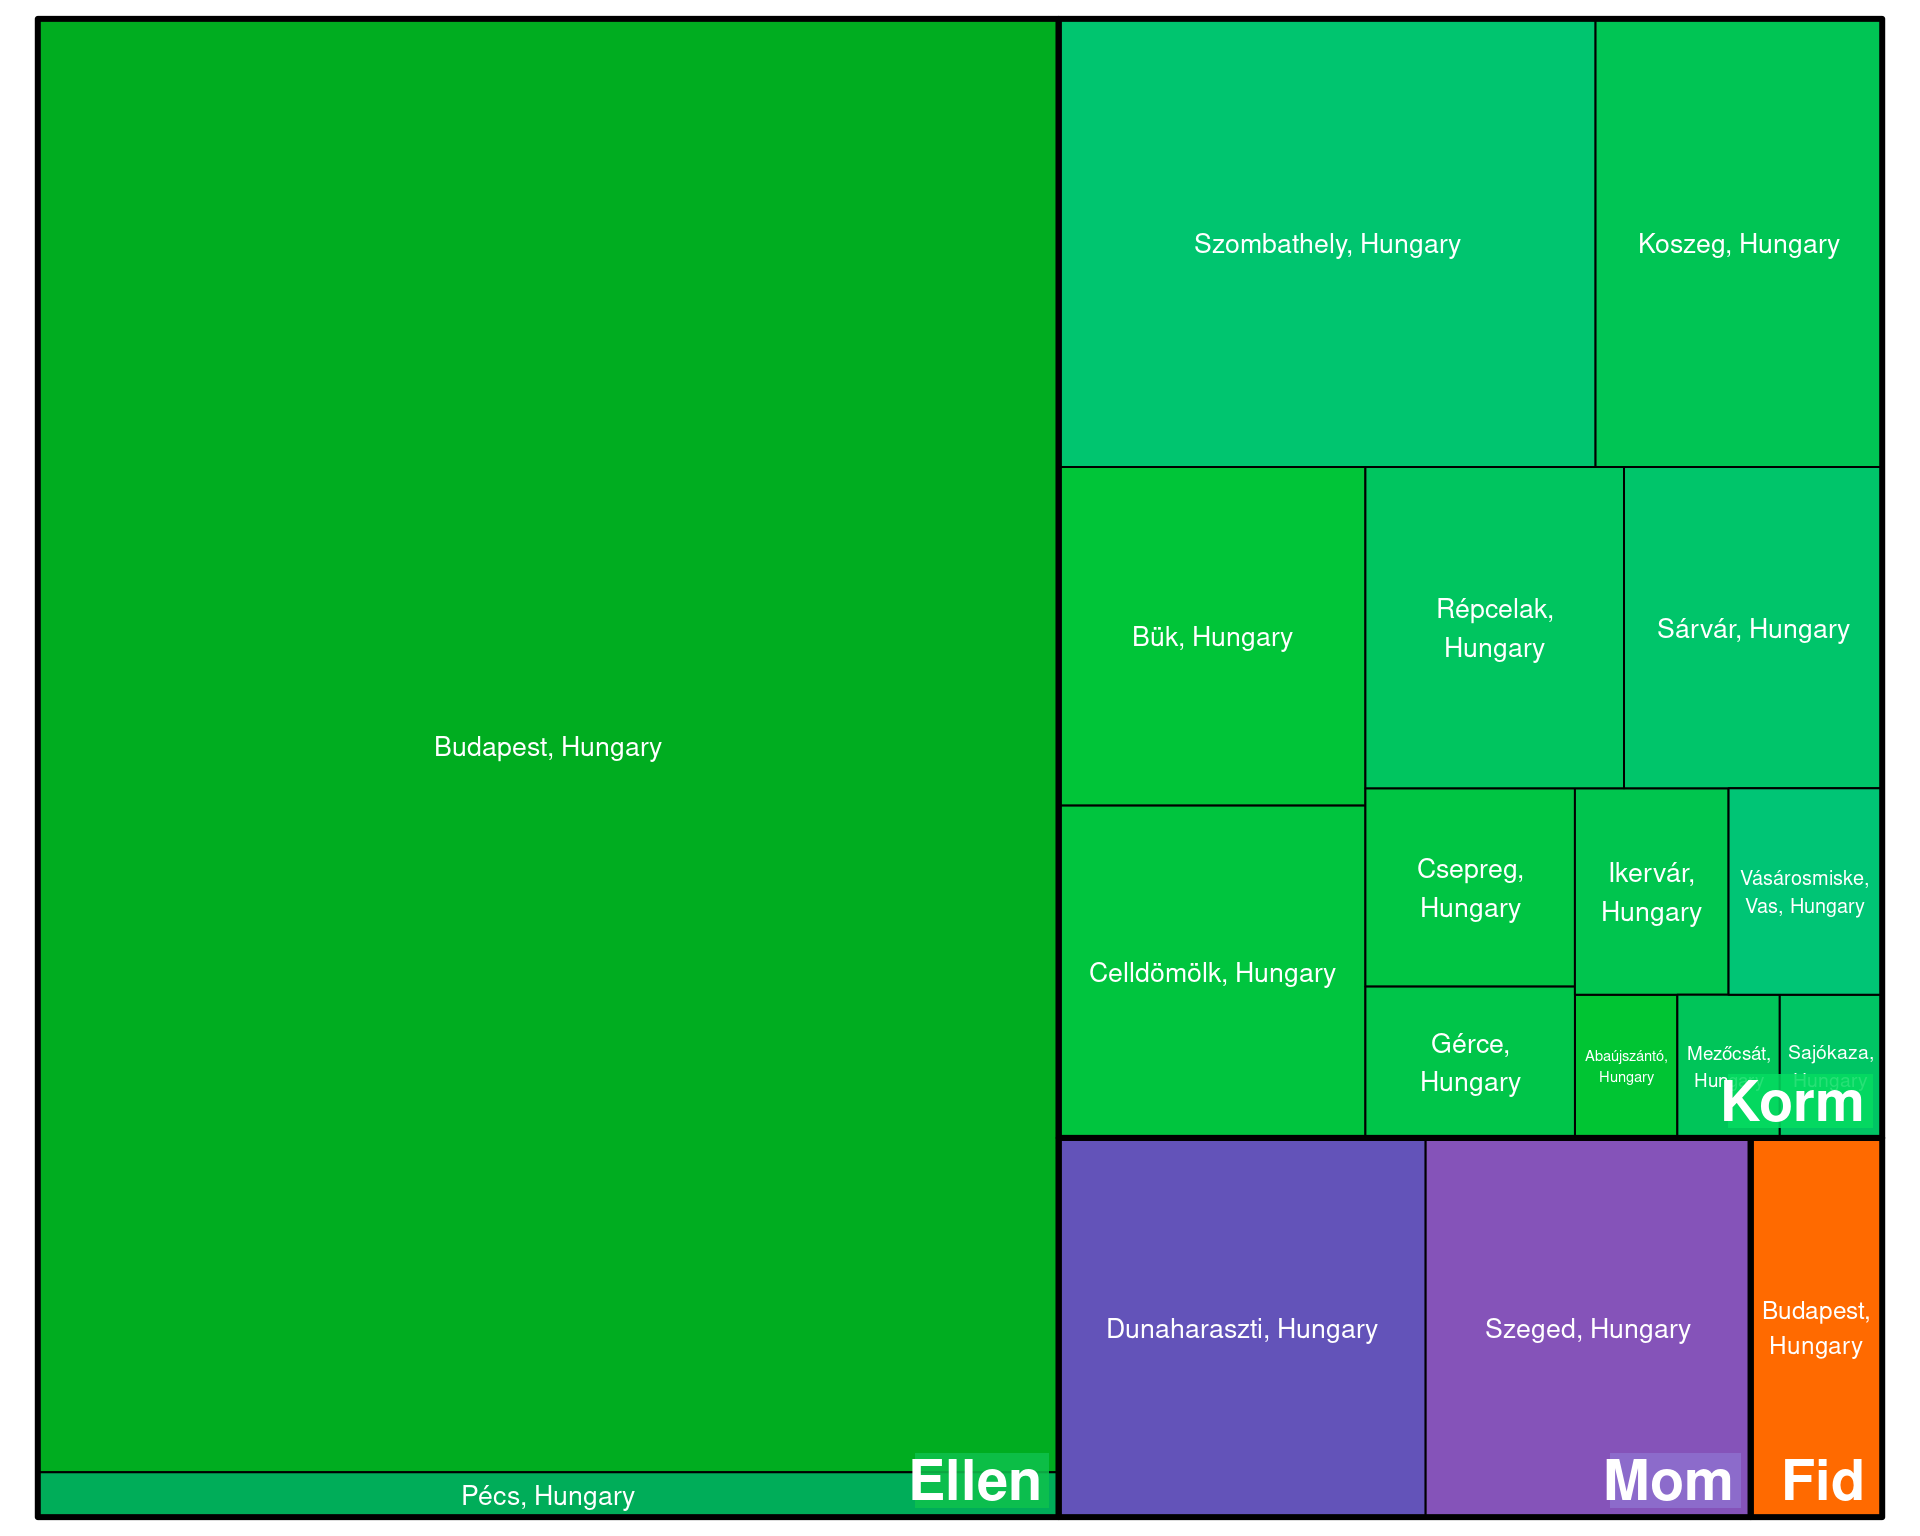 Szombathely, Hungary
Koszeg, Hungary
Bük, Hungary
Répcelak,
Hungary
Sárvár, Hungary
Budapest, Hungary
Csepreg,
Hungary
Ikervár,
Hungary
Vásárosmiske,
Vas, Hungary
Celldömölk, Hungary
Gérce,
Hungary
Abaújszántó,
Hungary
Mezőcsát,
Hungary
Sajókaza,
Hungary
Korm
Dunaharaszti, Hungary
Szeged, Hungary
Budapest,
Hungary
Pécs, Hungary
Ellen
Mom
Fid